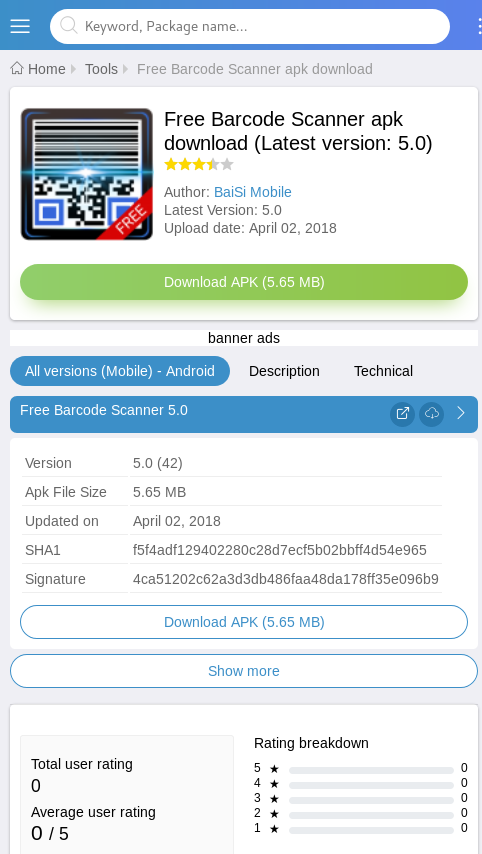 Keyword, Package name...
Home Tools Free Barcode Scanner apk download
FREE
Free Barcode Scanner apk
download (Latest version: 5.0)
Author: BaiSi Mobile
Latest Version: 5.0
Upload date: April 02, 2018
Download APK (5.65 MB)
banner ads
All versions (Mobile) - Android Description Technical
Free Barcode Scanner 5.0
Version 5.0 (42)
Apk File Size 5.65 MB
Updated on April 02, 2018
SHA1 f5f4adf129402280c28d7ecf5b02bbff4d54e965
Signature 4ca51202c62a3d3db486faa48da178ff35e096b9
Download APK (5.65 MB)
Show more
Total user rating
0
Average user rating
0 / 5
Rating breakdown
5 ★ 0
4 ★ 0
3 ★ 0
2 ★ 0
1 ★ 0